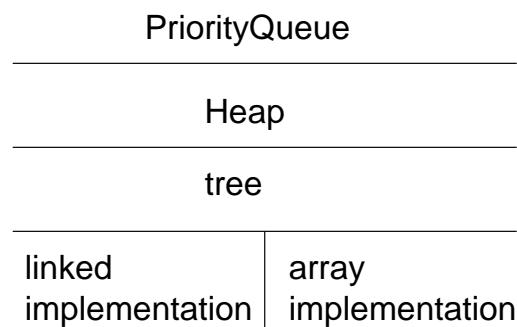 PriorityQueue
Heap
tree
linked
implementation
array
implementation